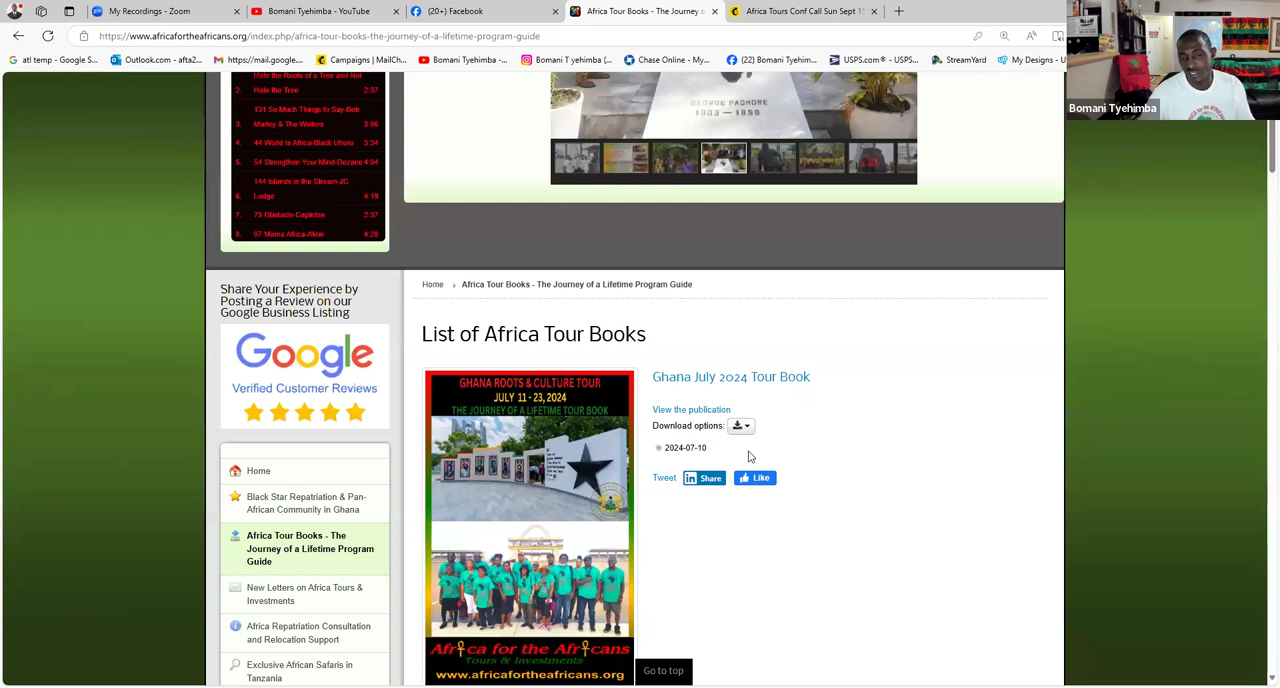 My Recordings - Zoom
Bomani Tyehimba - YouTube
(20+) Facebook
Africa Tour Books - The Journey o
Africa Tours Conf Call Sun Sept 1
https://www.africafortheafricans.org/index.php/africa-tour-books-the-journey-of-a-lifetime-program-guide
atl temp - Google S...
Outlook.com - afta2...
https://mail.google....
Campaigns | MailCh...
Bomani Tyehimba -...
Bomani T yehimba (...
Chase Online - My...
(22) Bomani Tyehim...
USPS.com® - USPS...
StreamYard
My Designs - 
Bomani Tyehimba
Hate the Roots of a Tree and Not
2. Hate the Tree 2:37
131 So Much Things to Say-Bob
3. Marley & The Wailers 3:06
4. 44 World Is Africa-Black Uhuru 5:34
5. 54 Strengthen Your Mind-Dezarie 4:04
144 Islands in the Stream-JC
6. Lodge 4:19
7. 75 Obstacle-Capleton 2:37
8. 07 Mama Africa-Akon 4:29
GEORGE PADMORE
1903 – 1959
Share Your Experience by
Posting a Review on our
Google Business Listing
Google
Verified Customer Reviews
Home
Black Star Repatriation & Pan-
African Community in Ghana
Africa Tour Books - The
Journey of a Lifetime Program
Guide
New Letters on Africa Tours &
Investments
Africa Repatriation Consultation
and Relocation Support
Exclusive African Safaris in
Tanzania
Home Africa Tour Books - The Journey of a Lifetime Program Guide
List of Africa Tour Books
GHANA ROOTS & CULTURE TOUR
JULY 11 - 23, 2024
THE JOURNEY OF A LIFETIME TOUR BOOK
Africa for the Africans
Tours & Investments
www.africafortheafricans.org
Ghana July 2024 Tour Book
View the publication
Download options:
2024-07-10
Tweet
in Share
Like
Go to top